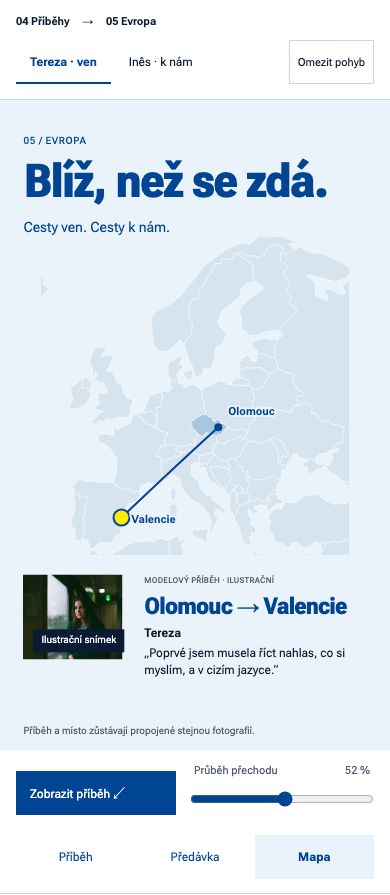 04 Příběhy → 05 Evropa
Tereza · ven
Inês · k nám
Omezit pohyb
05 / EVROPA
Blíž, než se zdá.
Cesty ven. Cesty k nám.
Olomouc
Valencie
MODELOVÝ PŘÍBĚH · ILUSTRAČNÍ
Olomouc → Valencie
Tereza
„Poprvé jsem musela říct nahlas, co si
myslím, a v cizím jazyce.“
Ilustrační snímek
Příběh a místo zůstávají propojené stejnou fotografií.
Zobrazit příběh ↙
Průběh přechodu
52 %
Příběh
Předávka
Mapa